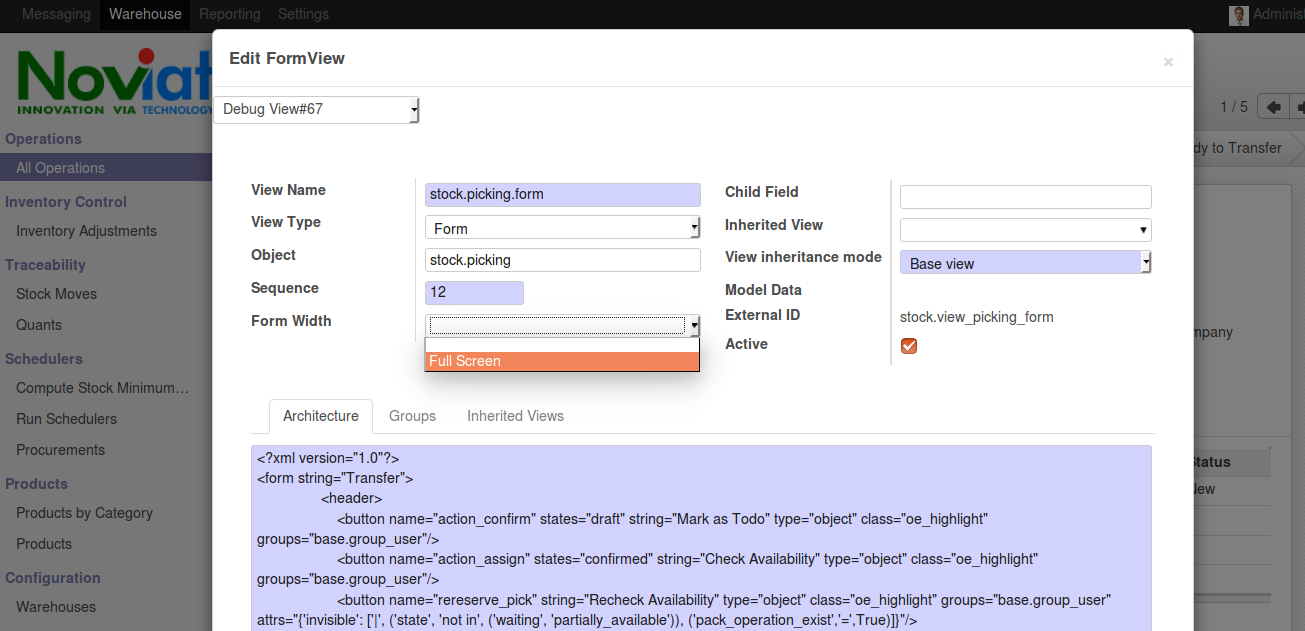 Messaging Warehouse Reporting Settings
Noviat
INNOVATION VIA TECHNOLOGY
Operations
All Operations
Inventory Control
Inventory Adjustments
Traceability
Stock Moves
Quants
Schedulers
Compute Stock Minimum…
Run Schedulers
Procurements
Products
Products by Category
Products
Configuration
Warehouses
Edit FormView
×
Debug View#67
View Name stock.picking.form
View Type Form
Object stock.picking
Sequence 12
Form Width
Full Screen
Child Field
Inherited View
View inheritance mode Base view
Model Data
External ID stock.view_picking_form
Active
Architecture Groups Inherited Views
<?xml version="1.0"?>
<form string="Transfer">
<header>
<button name="action_confirm" states="draft" string="Mark as Todo" type="object" class="oe_highlight"
groups="base.group_user"/>
<button name="action_assign" states="confirmed" string="Check Availability" type="object" class="oe_highlight"
groups="base.group_user"/>
<button name="rereserve_pick" string="Recheck Availability" type="object" class="oe_highlight" groups="base.group_user"
attrs="{'invisible': ['|', ('state', 'not in', ('waiting', 'partially_available')), ('pack_operation_exist','=',True)]}"/>
1 / 5
to Transfer
Status
New